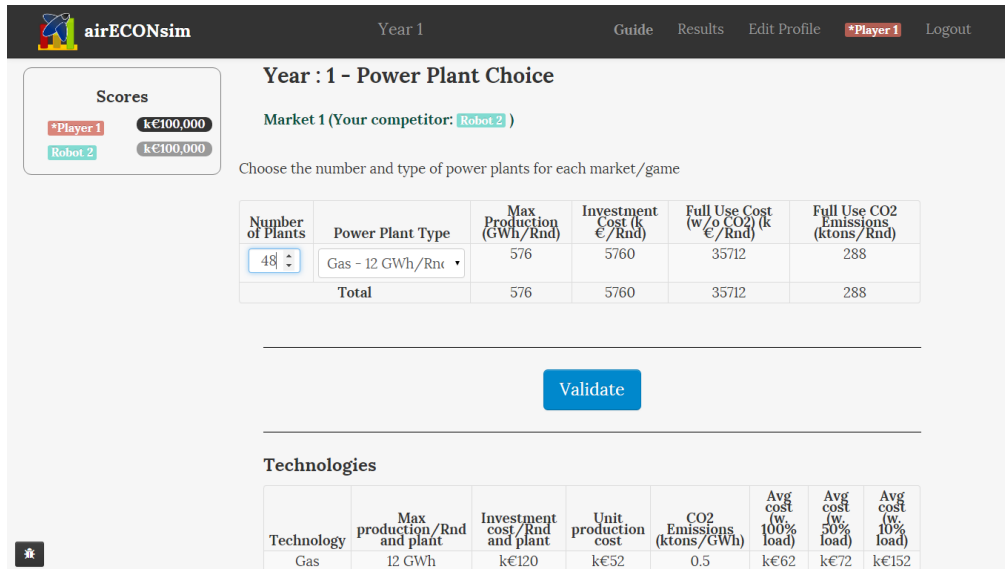 airECONsim Year 1 Guide Results Edit Profile *Player 1 Logout
Scores
*Player 1 k€100,000
Robot 2 k€100,000
Year : 1 - Power Plant Choice
Market 1 (Your competitor: Robot 2 )
Choose the number and type of power plants for each market/game
Number of Plants Power Plant Type Max Production (GWh/Rnd) Investment Cost (k €/Rnd) Full Use Cost (w/o CO2) (k €/Rnd) Full Use CO2 Emissions (ktons/Rnd)
48 Gas - 12 GWh/Rn 576 5760 35712 288
Total 576 5760 35712 288
Validate
Technologies
Technology Max production/Rnd and plant Investment cost/Rnd and plant Unit production cost CO2 Emissions (ktons/GWh) Avg cost (w. 100% load) Avg cost (w. 50% load) Avg cost (w. 10% load)
Gas 12 GWh k€120 k€52 0.5 k€62 k€72 k€152